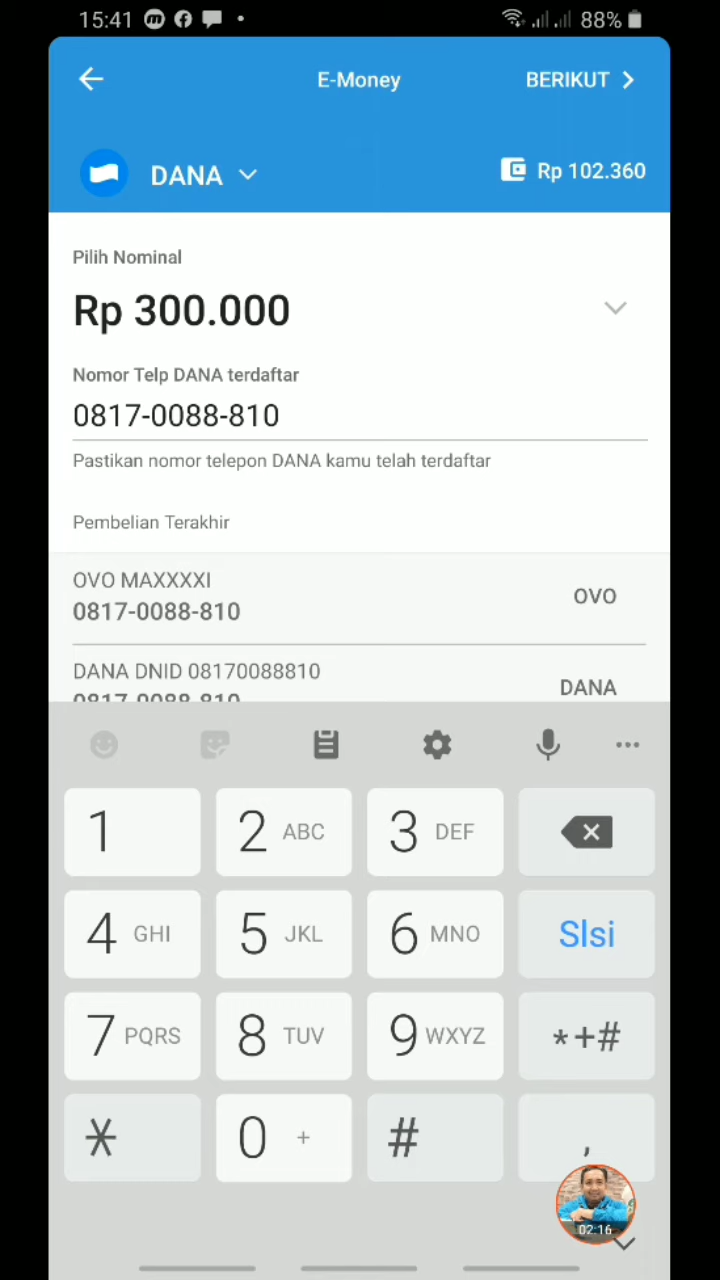 15:41 88%
E-Money BERIKUT
DANA Rp 102.360
Pilih Nominal
Rp 300.000
Nomor Telp DANA terdaftar
0817-0088-810
Pastikan nomor telepon DANA kamu telah terdaftar
Pembelian Terakhir
OVO MAXXXXI
0817-0088-810 OVO
DANA DNID 08170088810
0817-0088-810 DANA
1 2 ABC 3 DEF
4 GHI 5 JKL 6 MNO Slsi
7 PQRS 8 TUV 9 WXYZ *+#
* 0 + # ,
02:16